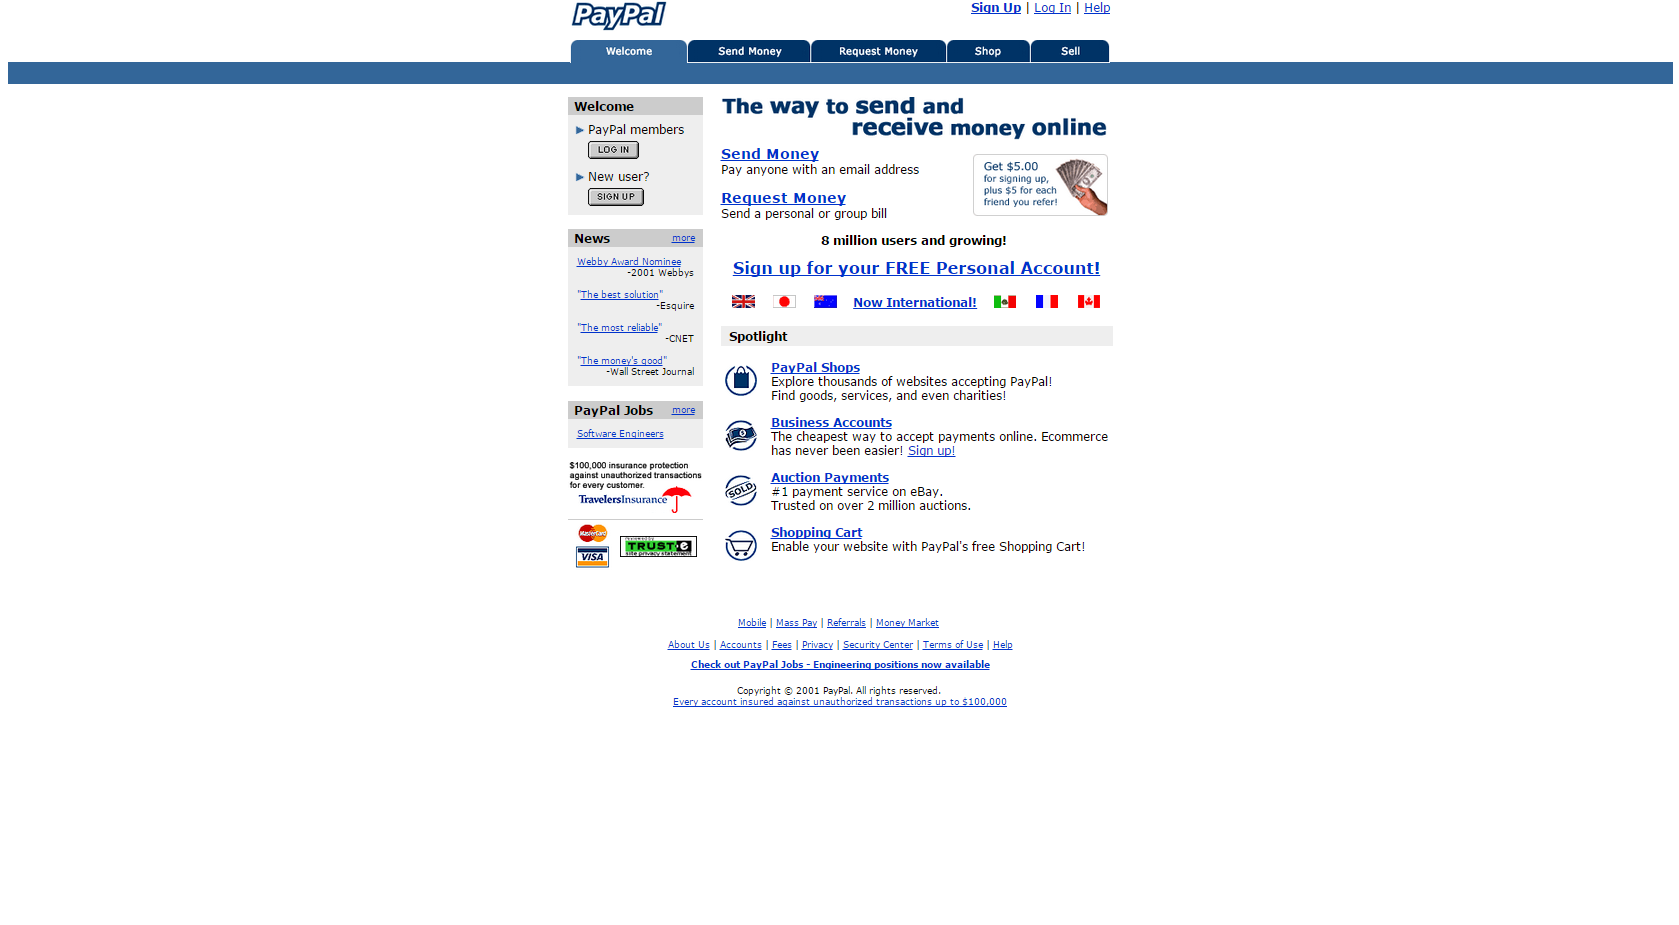 PayPal
Sign Up | Log In | Help
Welcome
Send Money
Request Money
Shop
Sell
Welcome
PayPal members
LOG IN
New user?
SIGN UP
News more
Webby Award Nominee
-2001 Webbys
"The best solution"
-Esquire
"The most reliable"
-CNET
"The money's good"
-Wall Street Journal
PayPal Jobs more
Software Engineers
$100,000 insurance protection
against unauthorized transactions
for every customer.
TravelersInsurance
MasterCard
VISA
TRUSTe
site privacy statement
The way to send and
receive money online
Send Money
Pay anyone with an email address
Request Money
Send a personal or group bill
Get $5.00
for signing up,
plus $5 for each
friend you refer!
8 million users and growing!
Sign up for your FREE Personal Account!
Now International!
Spotlight
PayPal Shops
Explore thousands of websites accepting PayPal!
Find goods, services, and even charities!
Business Accounts
The cheapest way to accept payments online. Ecommerce
has never been easier! Sign up!
SOLD
Auction Payments
#1 payment service on eBay.
Trusted on over 2 million auctions.
Shopping Cart
Enable your website with PayPal's free Shopping Cart!
Mobile | Mass Pay | Referrals | Money Market
About Us | Accounts | Fees | Privacy | Security Center | Terms of Use | Help
Check out PayPal Jobs - Engineering positions now available
Copyright © 2001 PayPal. All rights reserved.
Every account insured against unauthorized transactions up to $100,000